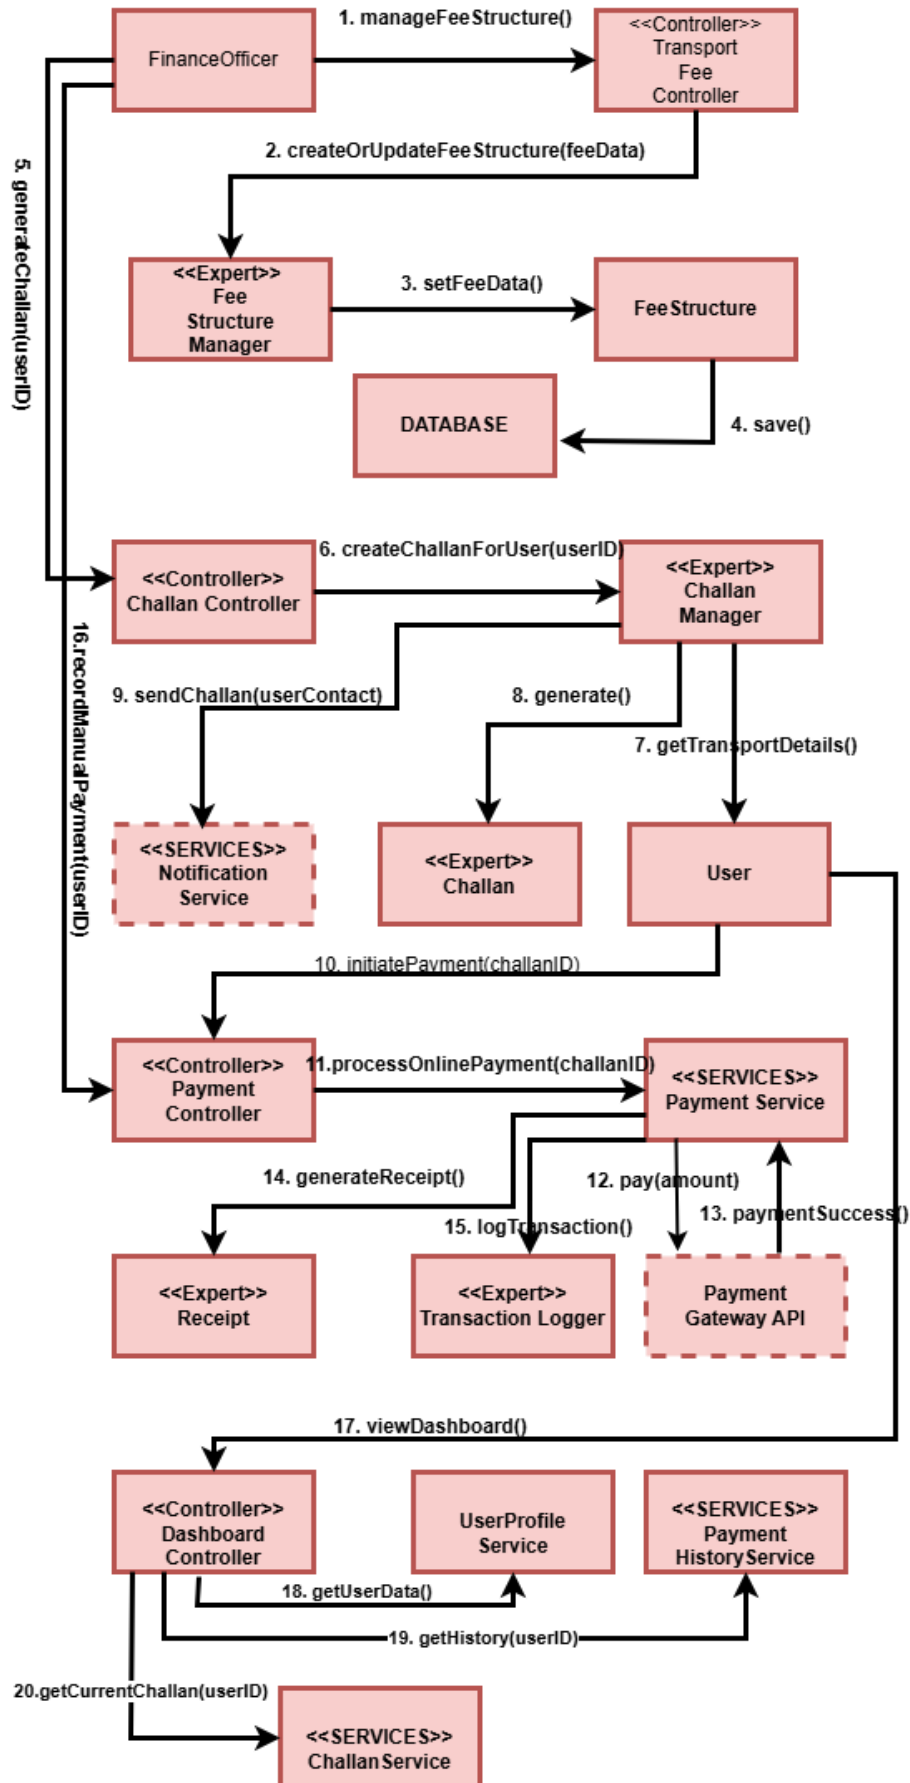 1. manageFeeStructure()
FinanceOfficer
<<Controller>>
Transport
Fee
Controller
2. createOrUpdateFeeStructure(feeData)
5. generateChallan(userID)
<<Expert>>
Fee
Structure
Manager
3. setFeeData()
FeeStructure
DATABASE
4. save()
<<Controller>>
Challan Controller
6. createChallanForUser(userID)
<<Expert>>
Challan
Manager
16.recordManualPayment(userID)
9. sendChallan(userContact)
8. generate()
7. getTransportDetails()
<<SERVICES>>
Notification
Service
<<Expert>>
Challan
User
10. initiatePayment(challanID)
<<Controller>>
Payment
Controller
11.processOnlinePayment(challanID)
<<SERVICES>>
Payment Service
14. generateReceipt()
12. pay(amount)
15. logTransaction()
13. paymentSuccess()
<<Expert>>
Receipt
<<Expert>>
Transaction Logger
Payment
Gateway API
17. viewDashboard()
<<Controller>>
Dashboard
Controller
UserProfile
Service
<<SERVICES>>
Payment
HistoryService
18. getUserData()
19. getHistory(userID)
20.getCurrentChallan(userID)
<<SERVICES>>
ChallanService